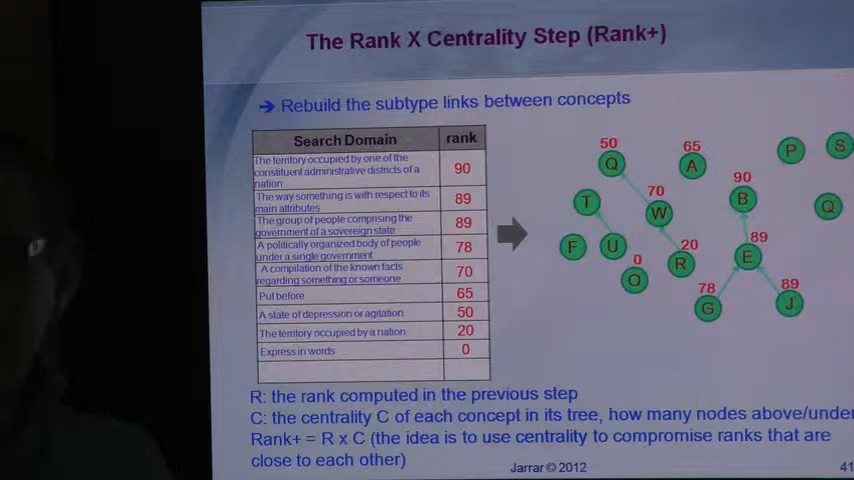 The Rank X Centrality Step (Rank+)
→ Rebuild the subtype links between concepts
Search Domain rank
The territory occupied by one of the
constituent administrative districts of a
nation
90
The way something is with respect to its
main attributes
89
The group of people comprising the
government of a sovereign state
89
A politically organized body of people
under a single government
78
A compilation of the known facts
regarding something or someone
70
Put before 65
A state of depression or agitation 50
The territory occupied by a nation 20
Express in words 0
50
Q
65
A
P
S
T
70
W
90
B
Q
F
U
0
O
20
R
89
E
78
G
89
J
R: the rank computed in the previous step
C: the centrality C of each concept in its tree, how many nodes above/under
Rank+ = R x C (the idea is to use centrality to compromise ranks that are
close to each other)
Jarrar © 2012
41